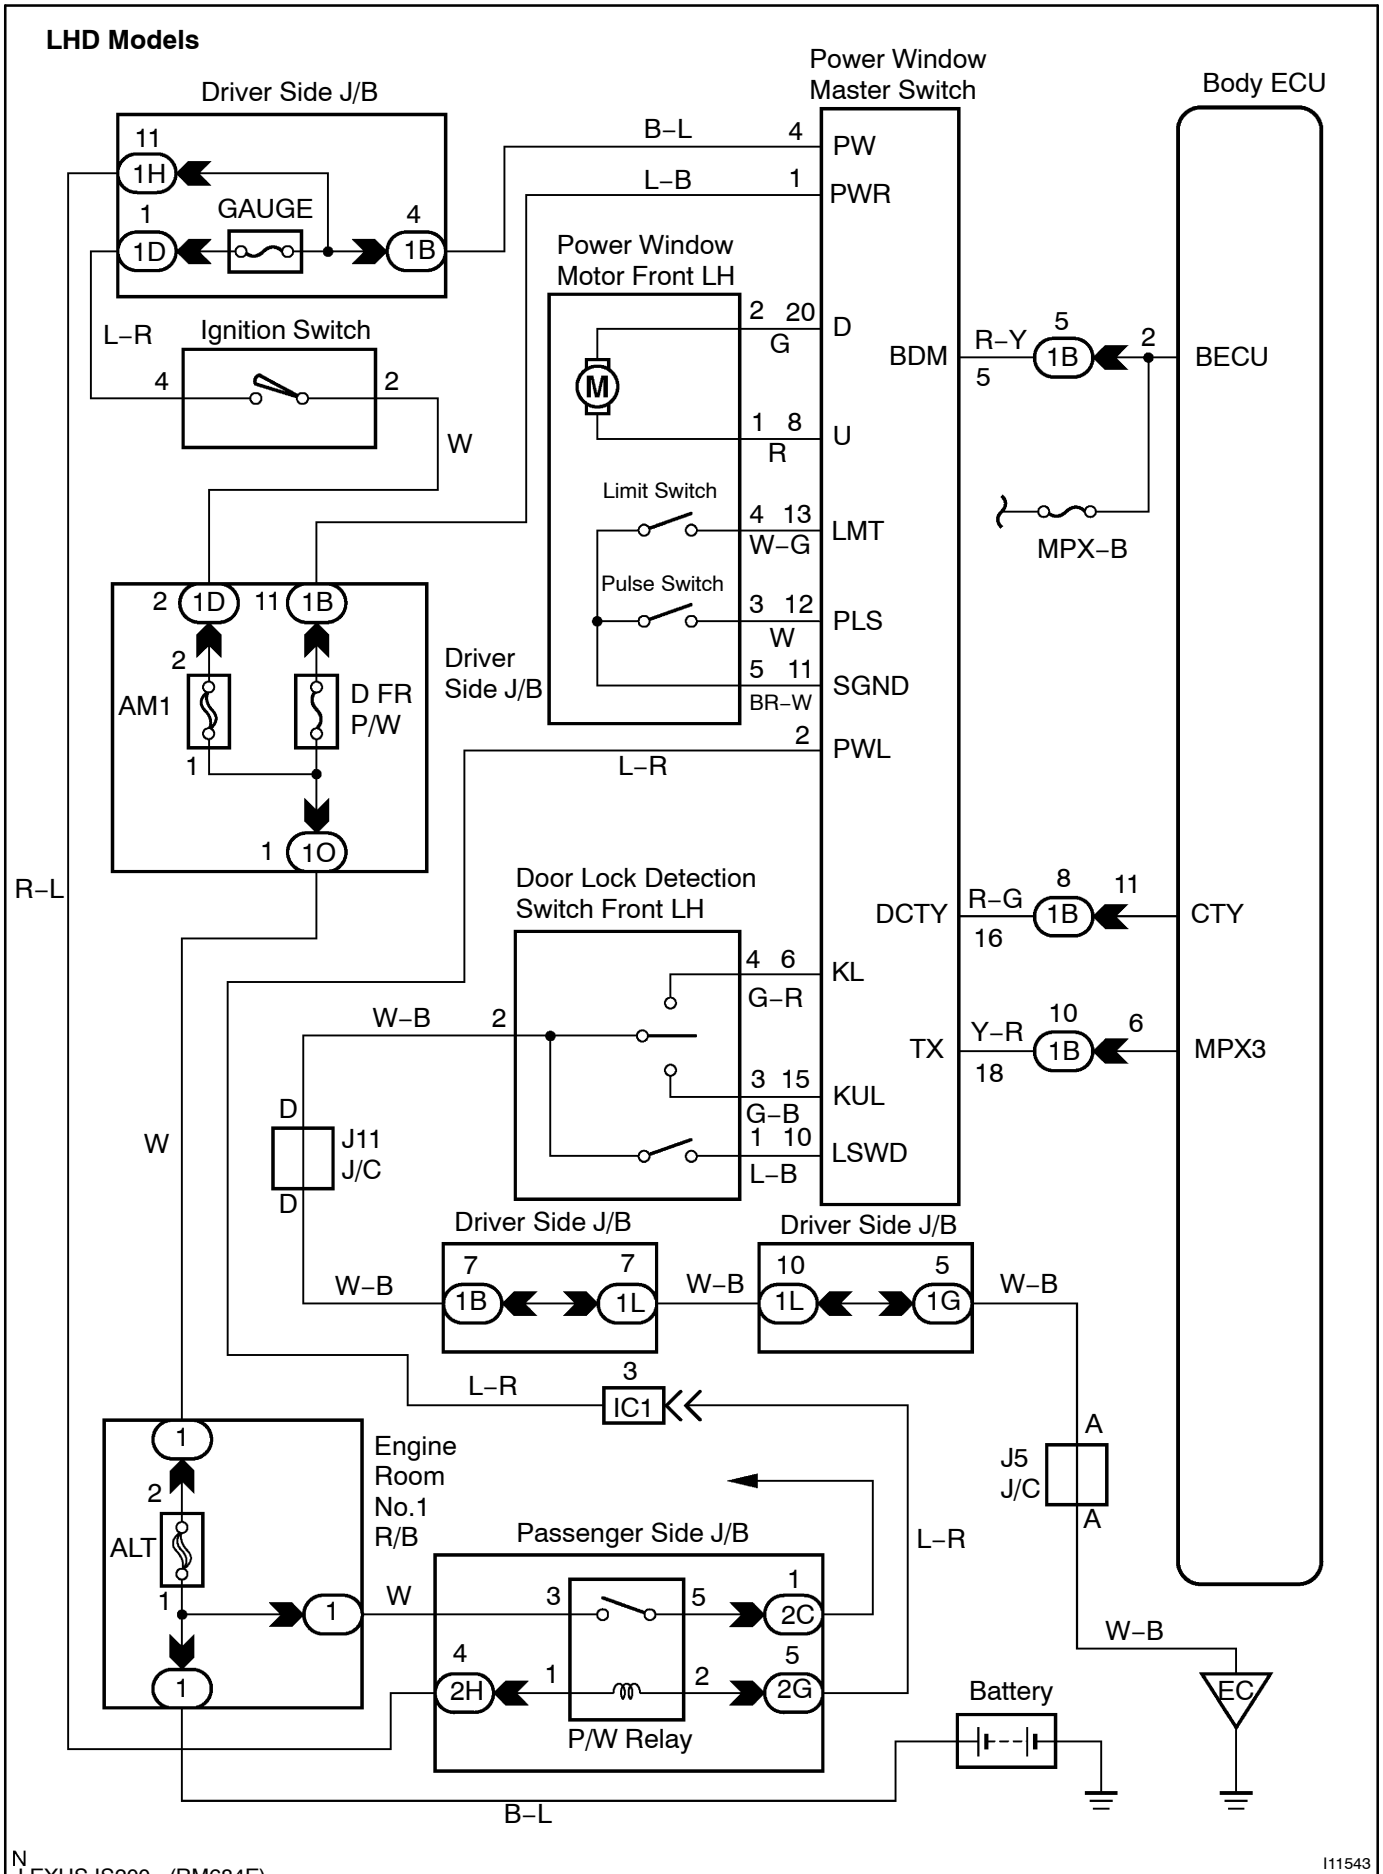 LHD Models
Driver Side J/B
Power Window
Master Switch
Body ECU
11
1H
1
1D
GAUGE
4
1B
B–L
4
PW
L–B
1
PWR
Power Window
Motor Front LH
L–R
Ignition Switch
4
2
W
M
2 20
G
D
1 8
R
U
Limit Switch
4 13
W–G
LMT
Pulse Switch
3 12
W
PLS
5 11
BR–W
SGND
2
L–R
PWL
BDM
R–Y
5
5
1B
2
BECU
MPX–B
2
1D
11
1B
2
AM1
1
D FR
P/W
Driver
Side J/B
1
1O
R–L
Door Lock Detection
Switch Front LH
DCTY
R–G
16
8
1B
11
CTY
4 6
G–R
KL
W–B
2
TX
Y–R
18
10
1B
6
MPX3
3 15
G–B
KUL
1 10
L–B
LSWD
W
D
J11
J/C
D
Driver Side J/B
Driver Side J/B
W–B
7
1B
7
1L
W–B
10
1L
5
1G
W–B
L–R
3
IC1
1
Engine
Room
No.1
R/B
2
ALT
1
1
1
A
J5
J/C
A
Passenger Side J/B
L–R
W
3
5
1
2C
4
2H
1
2
5
2G
P/W Relay
W–B
Battery
EC
B–L
N
I11543